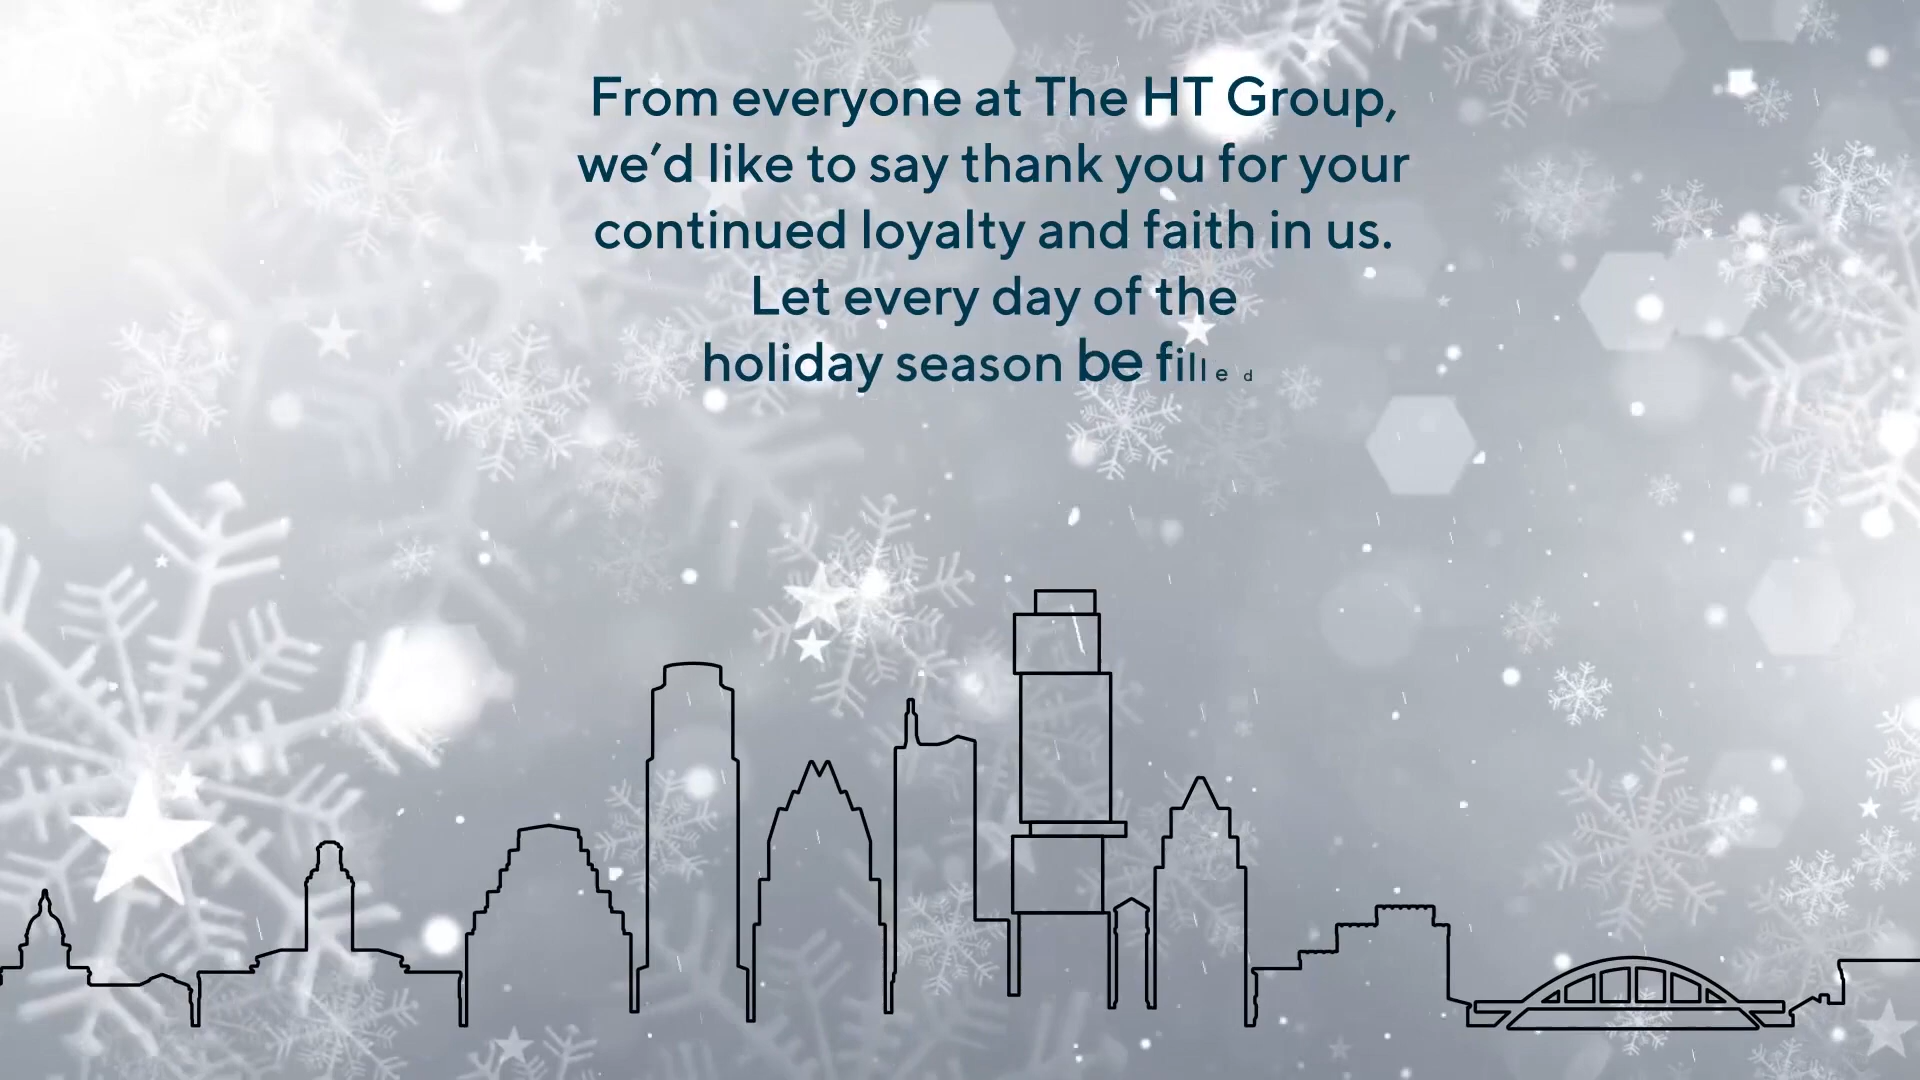 From everyone at The HT Group,
we’d like to say thank you for your
continued loyalty and faith in us.
Let every day of the
holiday season be filled